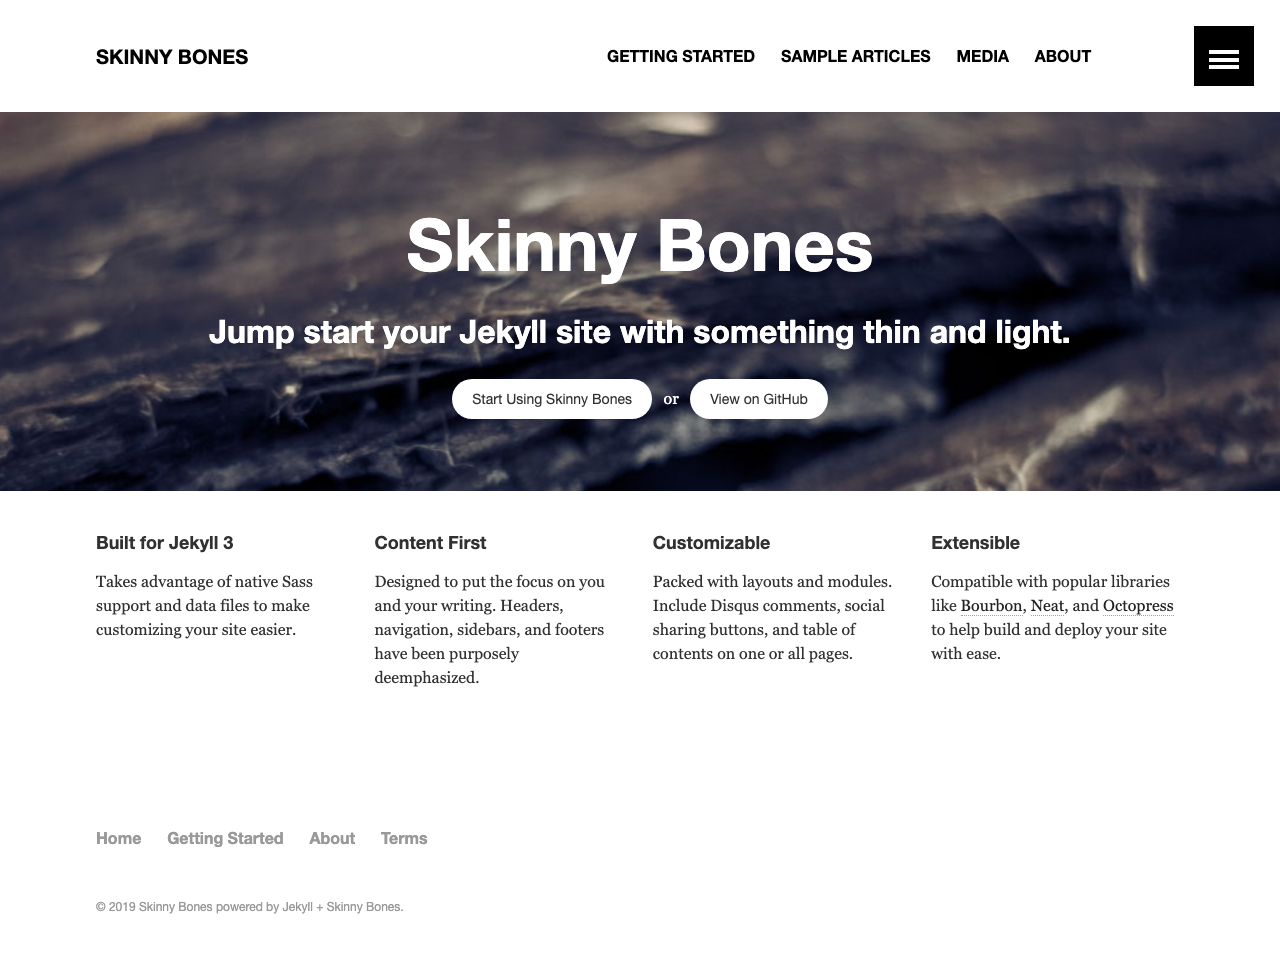 SKINNY BONES
GETTING STARTED SAMPLE ARTICLES MEDIA ABOUT
Skinny Bones
Jump start your Jekyll site with something thin and light.
Start Using Skinny Bones or View on GitHub
Built for Jekyll 3
Takes advantage of native Sass
support and data files to make
customizing your site easier.
Content First
Designed to put the focus on you
and your writing. Headers,
navigation, sidebars, and footers
have been purposely
deemphasized.
Customizable
Packed with layouts and modules.
Include Disqus comments, social
sharing buttons, and table of
contents on one or all pages.
Extensible
Compatible with popular libraries
like Bourbon, Neat, and Octopress
to help build and deploy your site
with ease.
Home Getting Started About Terms
© 2019 Skinny Bones powered by Jekyll + Skinny Bones.